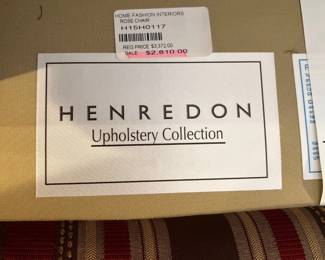 HOME FASHION INTERIORS
ROSE CHAIR
H15H0117
REG.PRICE $3,372.00
SALE $2,810.00
HENREDON
Upholstery Collection